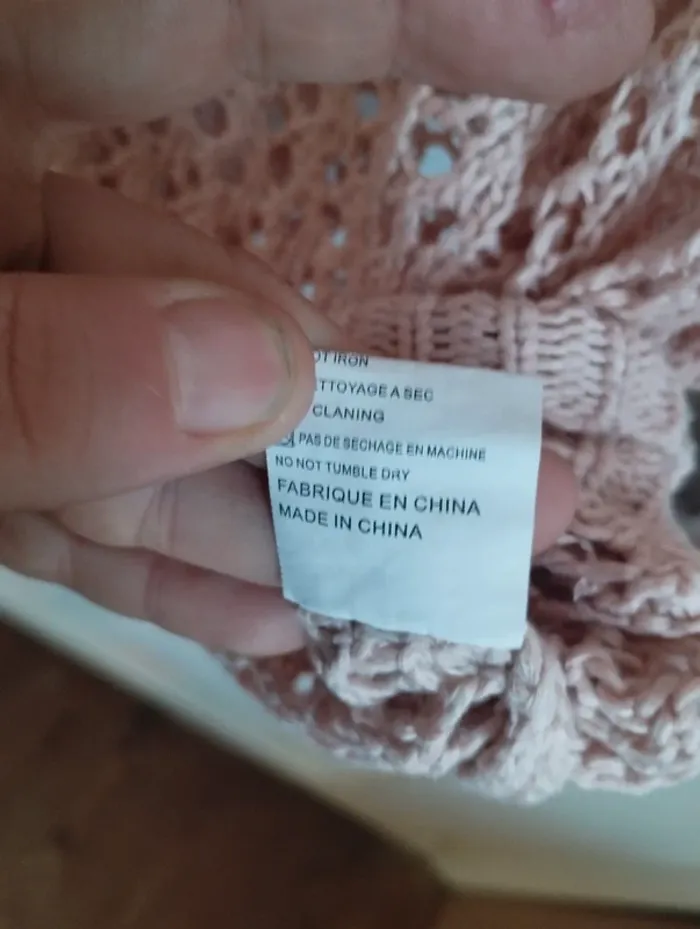 OT IRON
ETTOYAGE A SEC
CLANING
PAS DE SECHAGE EN MACHINE
NO NOT TUMBLE DRY
FABRIQUE EN CHINA
MADE IN CHINA